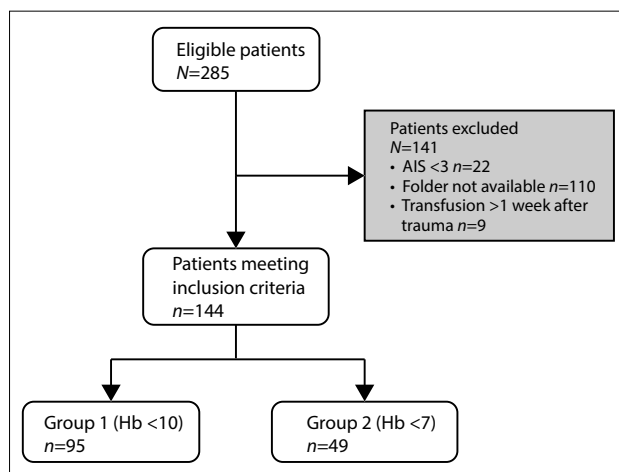 Eligible patients
N=285
Patients excluded
N=141
• AIS <3 n=22
• Folder not available n=110
• Transfusion >1 week after
trauma n=9
Patients meeting
inclusion criteria
n=144
Group 1 (Hb <10)
n=95
Group 2 (Hb <7)
n=49